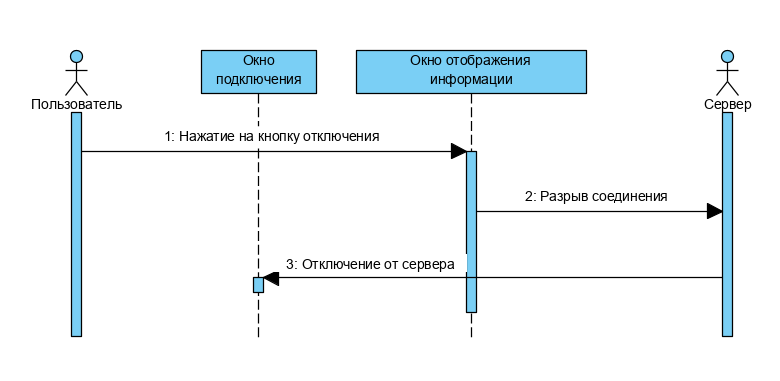 Окно
подключения
Окно отображения
информации
Пользователь
Сервер
1: Нажатие на кнопку отключения
2: Разрыв соединения
3: Отключение от сервера